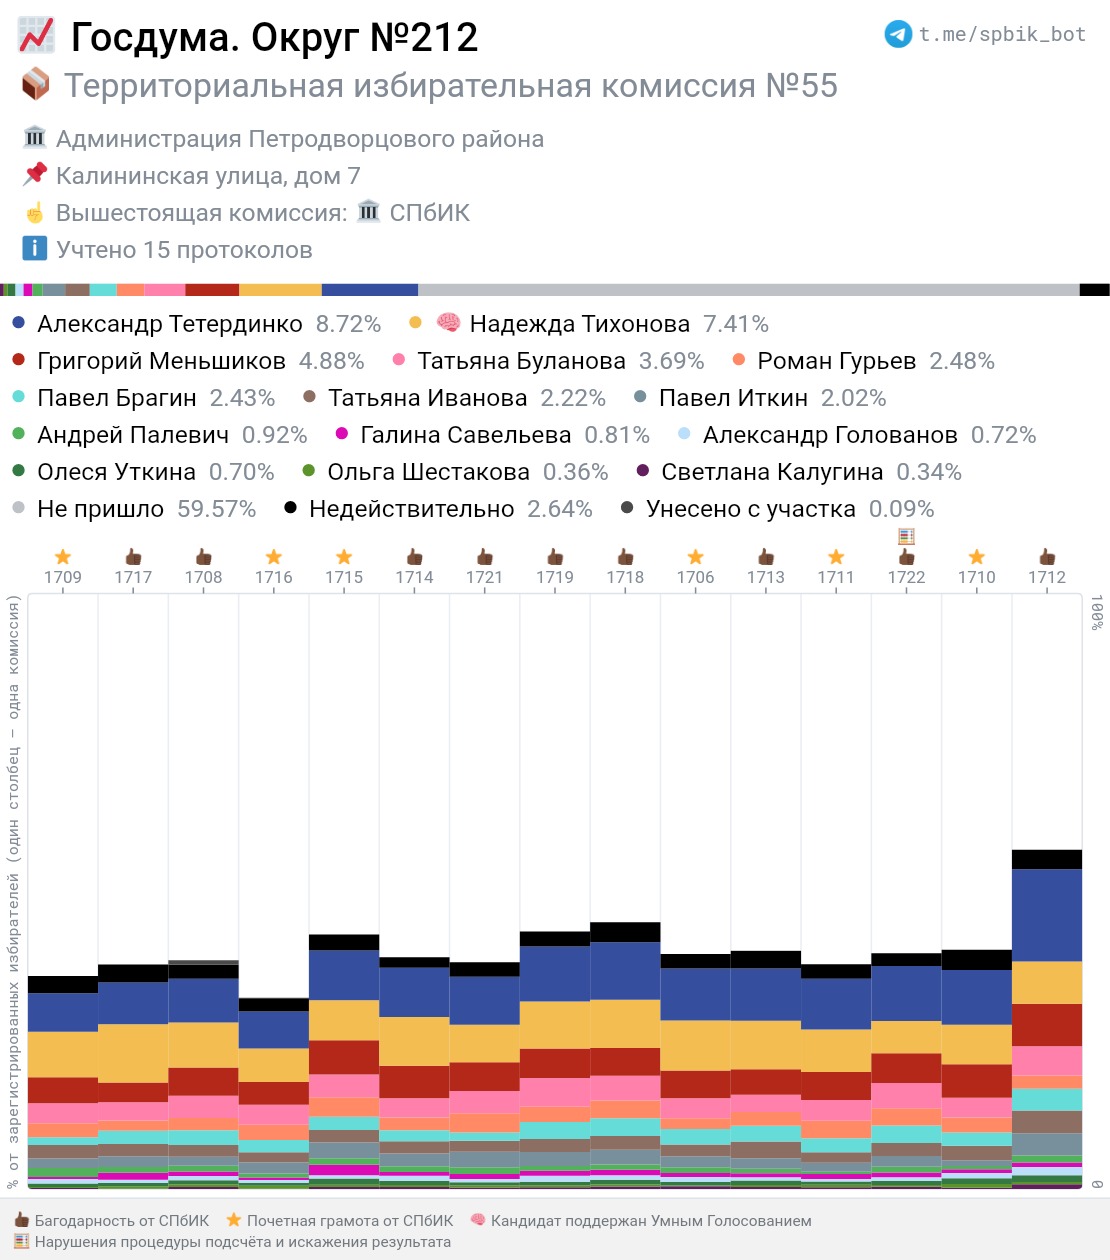 Госдума. Округ №212
t.me/spbik_bot
Территориальная избирательная комиссия №55
Администрация Петродворцового района
Калининская улица, дом 7
Вышестоящая комиссия: СПбИК
Учтено 15 протоколов
Александр Тетердинко 8.72% Надежда Тихонова 7.41%
Григорий Меньшиков 4.88% Татьяна Буланова 3.69% Роман Гурьев 2.48%
Павел Брагин 2.43% Татьяна Иванова 2.22% Павел Иткин 2.02%
Андрей Палевич 0.92% Галина Савельева 0.81% Александр Голованов 0.72%
Олеся Уткина 0.70% Ольга Шестакова 0.36% Светлана Калугина 0.34%
Не пришло 59.57% Недействительно 2.64% Унесено с участка 0.09%
1709 1717 1708 1716 1715 1714 1721 1719 1718 1706 1713 1711 1722 1710 1712
% от зарегистрированных избирателей (один столбец – одна комиссия)
100%
0
Багодарность от СПбИК Почетная грамота от СПбИК Кандидат поддержан Умным Голосованием
Нарушения процедуры подсчёта и искажения результата